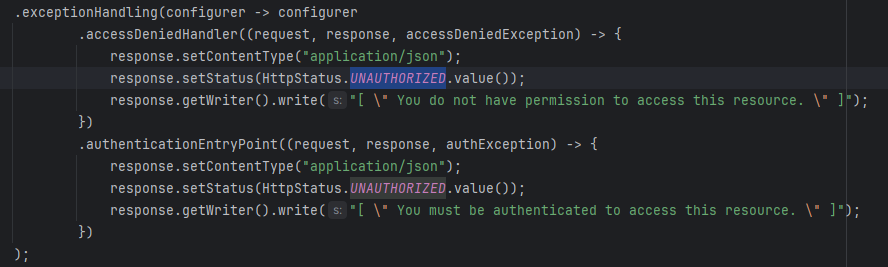 .exceptionHandling(configurer -> configurer
.accessDeniedHandler((request, response, accessDeniedException) -> {
response.setContentType("application/json");
response.setStatus(HttpStatus.UNAUTHORIZED.value());
response.getWriter().write( s: "[ \" You do not have permission to access this resource. \" ]");
})
.authenticationEntryPoint((request, response, authException) -> {
response.setContentType("application/json");
response.setStatus(HttpStatus.UNAUTHORIZED.value());
response.getWriter().write( s: "[ \" You must be authenticated to access this resource. \" ]");
})
);